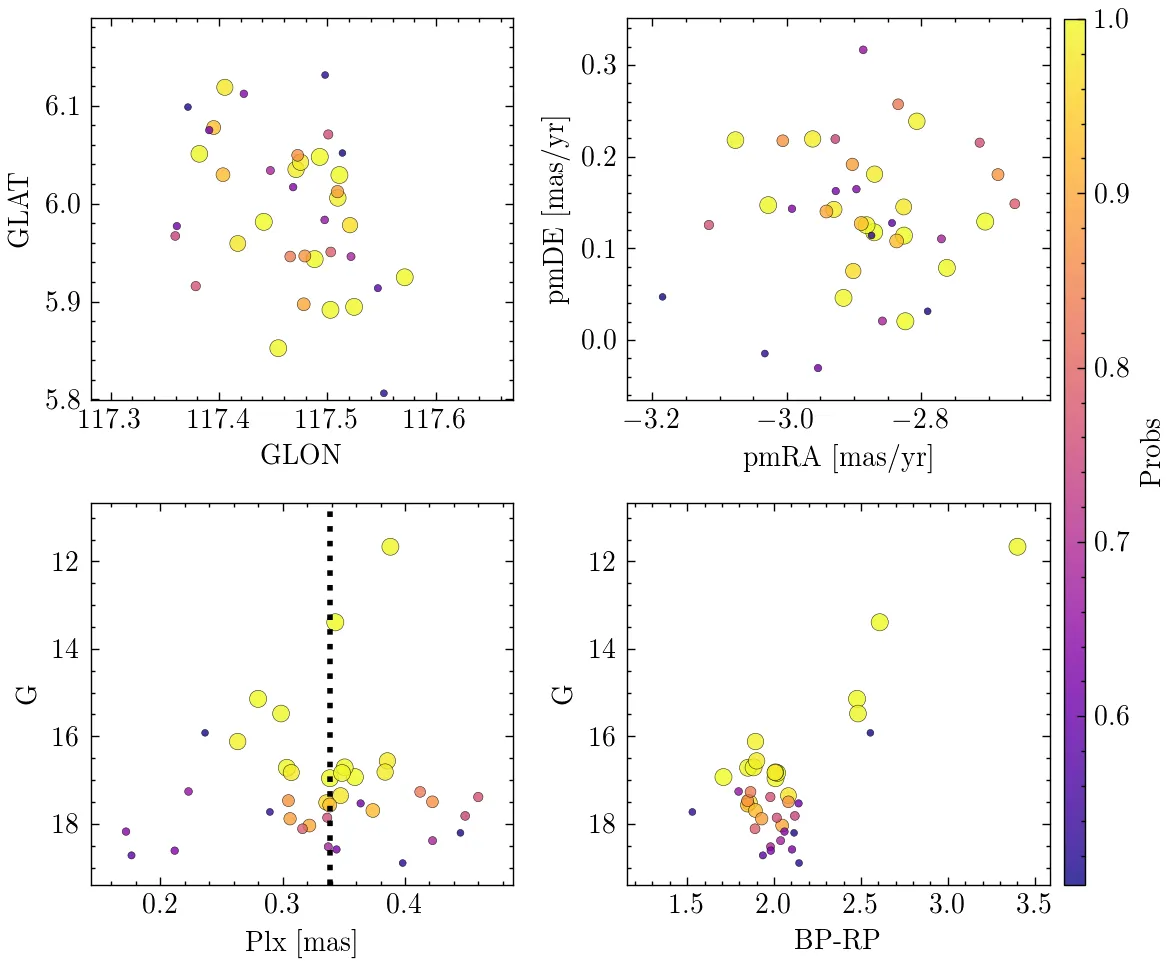 6.1
6.0
5.9
5.8
GLAT
117.3 117.4 117.5 117.6
GLON
0.3
0.2
0.1
0.0
pmDE [mas/yr]
−3.2 −3.0 −2.8
pmRA [mas/yr]
12
14
16
18
G
0.2 0.3 0.4
Plx [mas]
12
14
16
18
G
1.5 2.0 2.5 3.0 3.5
BP-RP
1.0
0.9
0.8
0.7
0.6
Probs